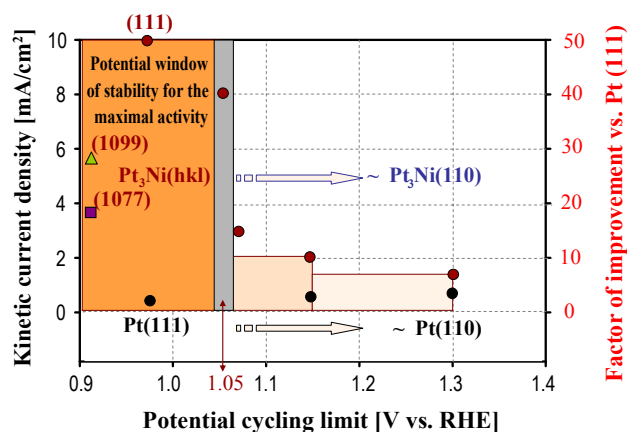 (111)
10
8
6
4
2
0
Kinetic current density [mA/cm²]
Potential window
of stability for the
maximal activity
(1099)
Pt₃Ni(hkl)
(1077)
~ Pt₃Ni(110)
Pt(111)
~ Pt(110)
50
40
30
20
10
0
Factor of improvement vs. Pt (111)
0.9
1.0
1.05
1.1
1.2
1.3
1.4
Potential cycling limit [V vs. RHE]